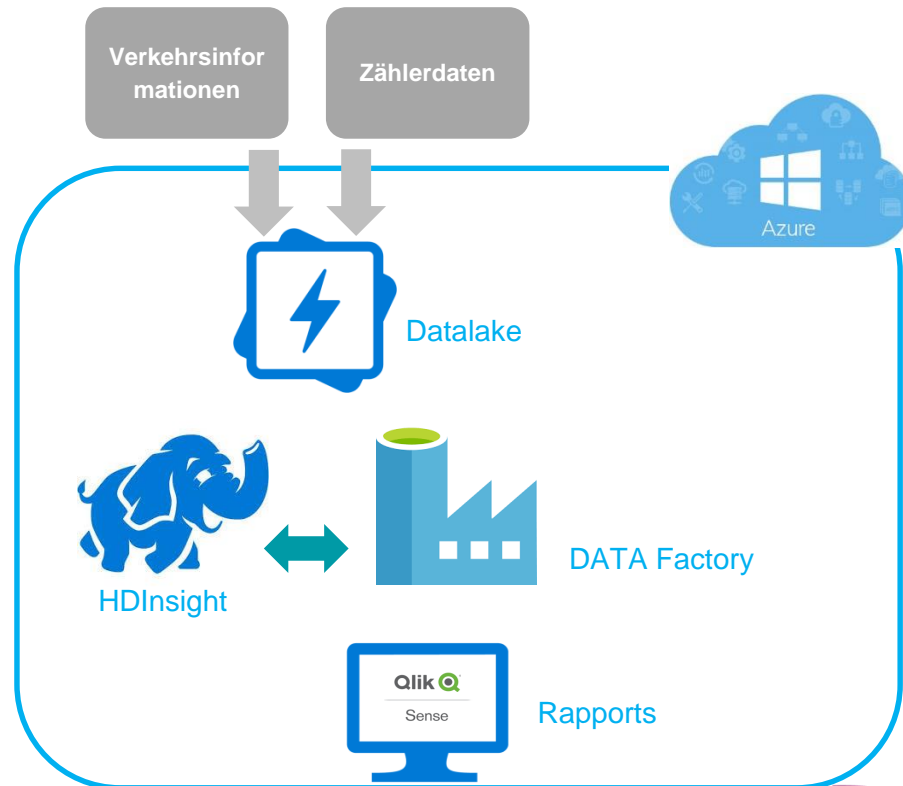 Verkehrsinfor
mationen
Zählerdaten
Azure
Datalake
HDInsight
DATA Factory
Qlik Q
Sense
Rapports